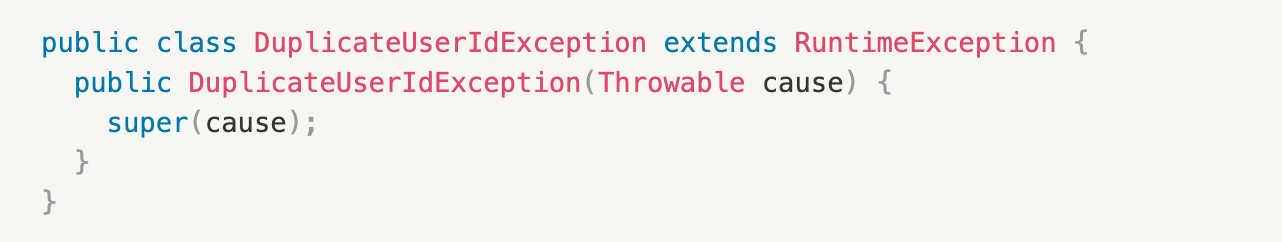 public class DuplicateUserIdException extends RuntimeException {
  public DuplicateUserIdException(Throwable cause) {
    super(cause);
  }
}